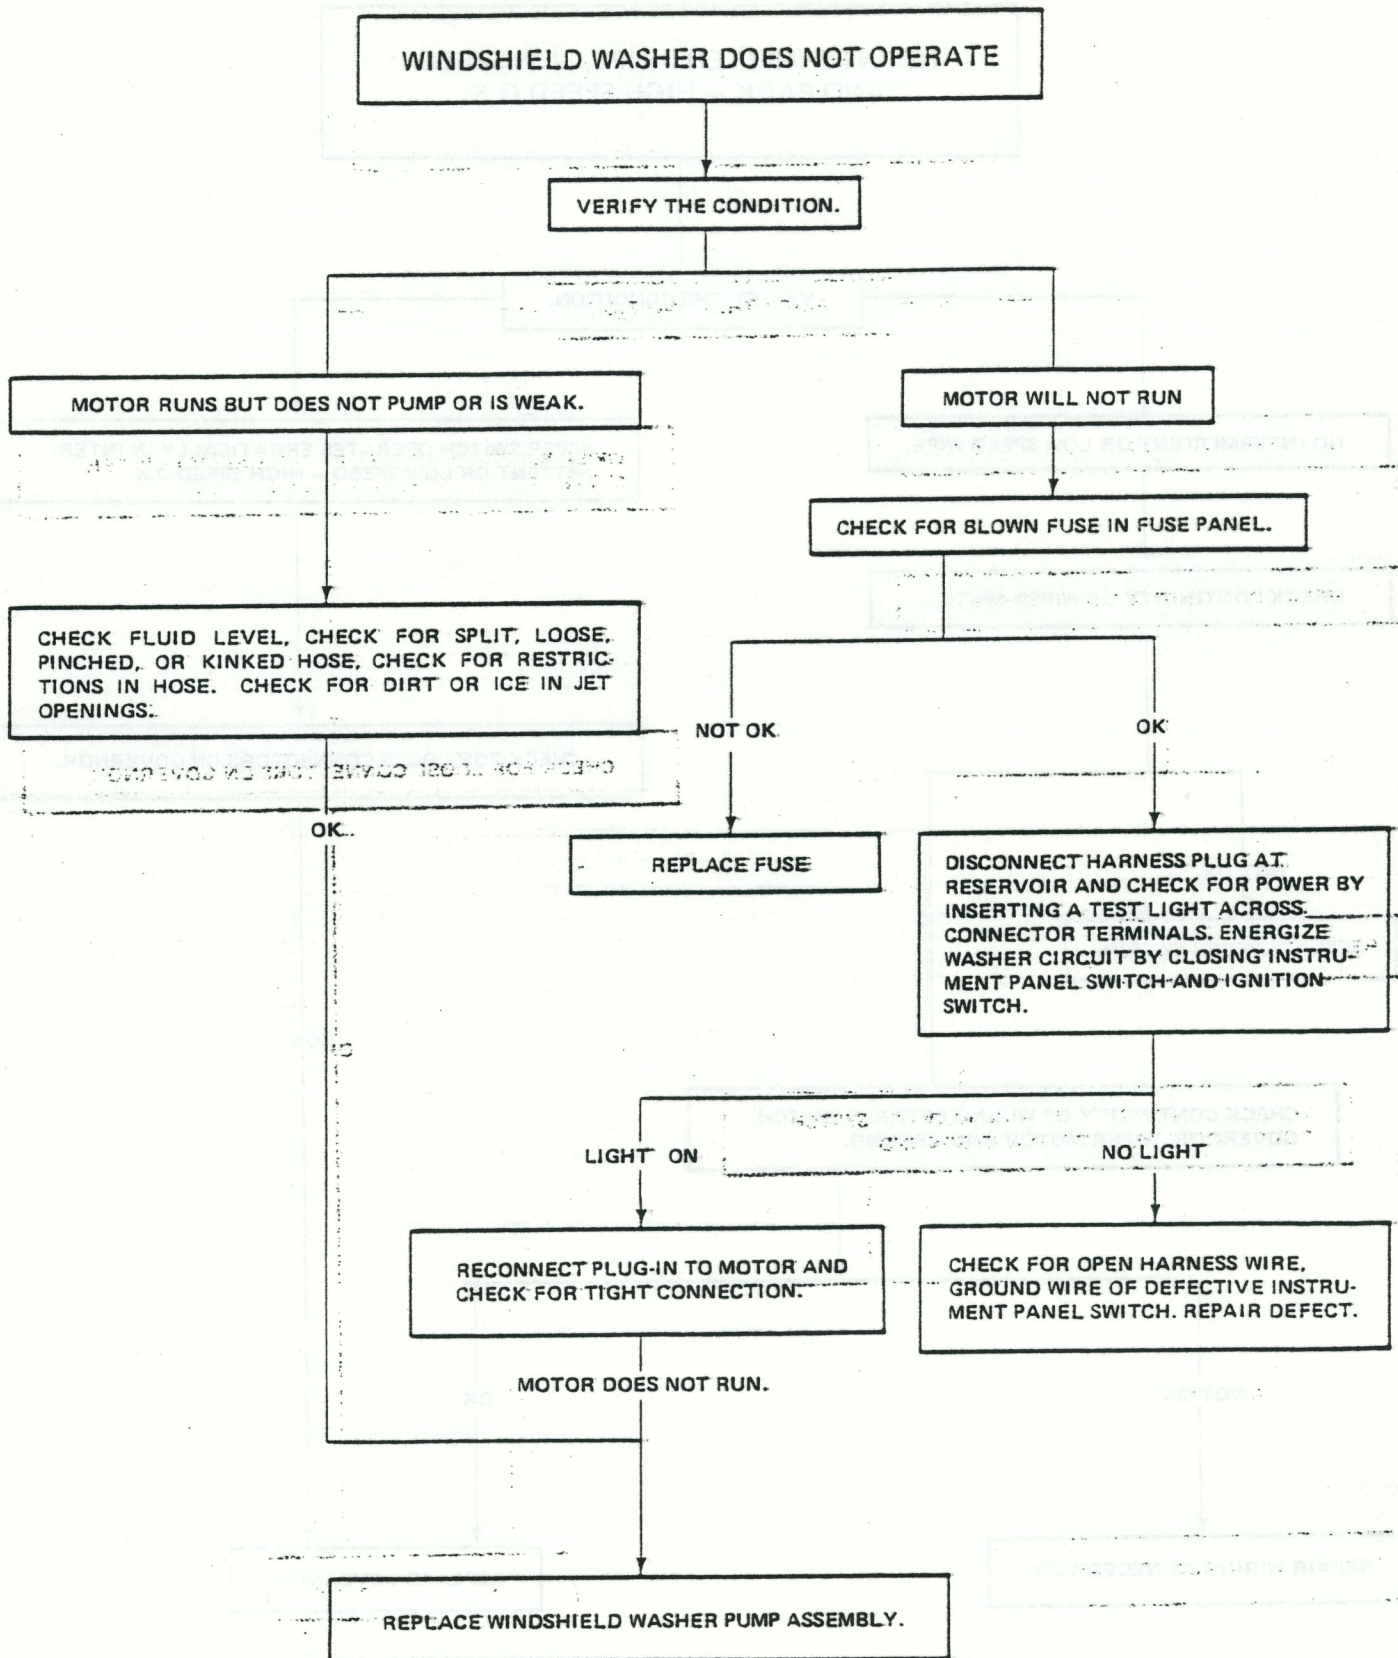 WINDSHIELD WASHER DOES NOT OPERATE
VERIFY THE CONDITION.
MOTOR RUNS BUT DOES NOT PUMP OR IS WEAK.
MOTOR WILL NOT RUN
CHECK FOR BLOWN FUSE IN FUSE PANEL.
CHECK FLUID LEVEL, CHECK FOR SPLIT, LOOSE,
PINCHED, OR KINKED HOSE, CHECK FOR RESTRIC-
TIONS IN HOSE. CHECK FOR DIRT OR ICE IN JET
OPENINGS.
NOT OK
OK
OK
REPLACE FUSE
DISCONNECT HARNESS PLUG AT
RESERVOIR AND CHECK FOR POWER BY
INSERTING A TEST LIGHT ACROSS
CONNECTOR TERMINALS. ENERGIZE
WASHER CIRCUIT BY CLOSING INSTRU-
MENT PANEL SWITCH AND IGNITION
SWITCH.
LIGHT ON
NO LIGHT
RECONNECT PLUG-IN TO MOTOR AND
CHECK FOR TIGHT CONNECTION.
CHECK FOR OPEN HARNESS WIRE,
GROUND WIRE OF DEFECTIVE INSTRU-
MENT PANEL SWITCH. REPAIR DEFECT.
MOTOR DOES NOT RUN.
REPLACE WINDSHIELD WASHER PUMP ASSEMBLY.